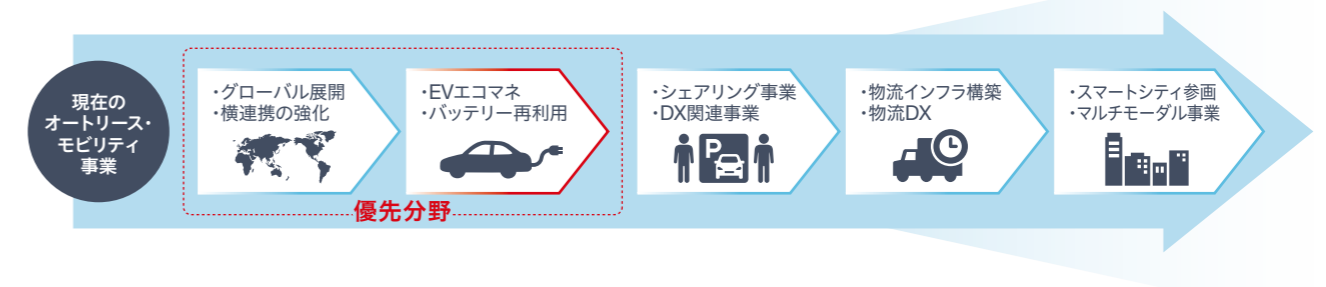 現在の
オートリース・
モビリティ
事業
・グローバル展開
・横連携の強化
・EVエコマネ
・バッテリー再利用
優先分野
・シェアリング事業
・DX関連事業
P
・物流インフラ構築
・物流DX
・スマートシティ参画
・マルチモーダル事業